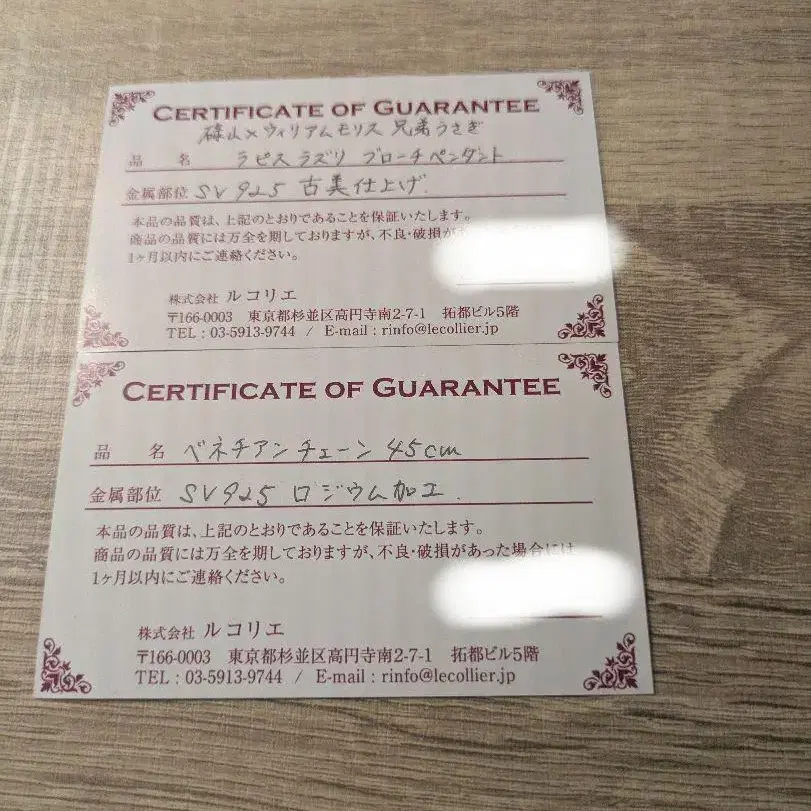 CERTIFICATE OF GUARANTEE
碌山×ウィリアムモリス 兄弟うさぎ
品 名 ラピスラズリ ブローチペンダント
金属部位 SV925 古美仕上げ.
本品の品質は、上記のとおりであることを保証いたします。
商品の品質には万全を期しておりますが、不良・破損が
1ヶ月以内にご連絡ください。
株式会社 ルコリエ
〒166-0003 東京都杉並区高円寺南2-7-1 拓都ビル5階
TEL : 03-5913-9744 / E-mail : rinfo@lecollier.jp
CERTIFICATE OF GUARANTEE
品 名 ベネチアンチェーン 45cm
金属部位 SV925 ロジウム加工.
本品の品質は、上記のとおりであることを保証いたします。
商品の品質には万全を期しておりますが、不良・破損があった場合には
1ヶ月以内にご連絡ください。
株式会社 ルコリエ
〒166-0003 東京都杉並区高円寺南2-7-1 拓都ビル5階
TEL : 03-5913-9744 / E-mail : rinfo@lecollier.jp